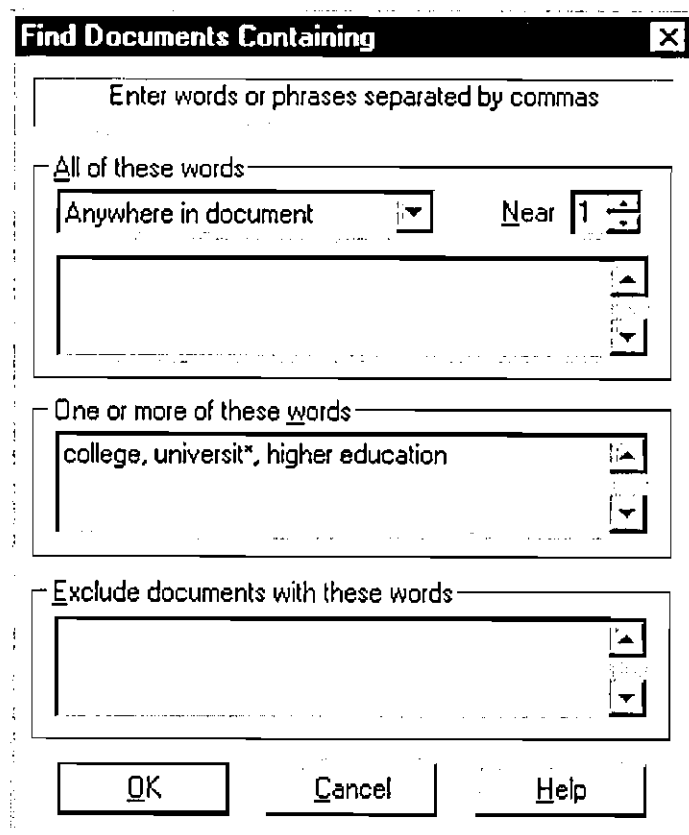 Find Documents Containing
Enter words or phrases separated by commas
All of these words
Anywhere in document Near 1
One or more of these words
college, universit*, higher education
Exclude documents with these words
OK Cancel Help